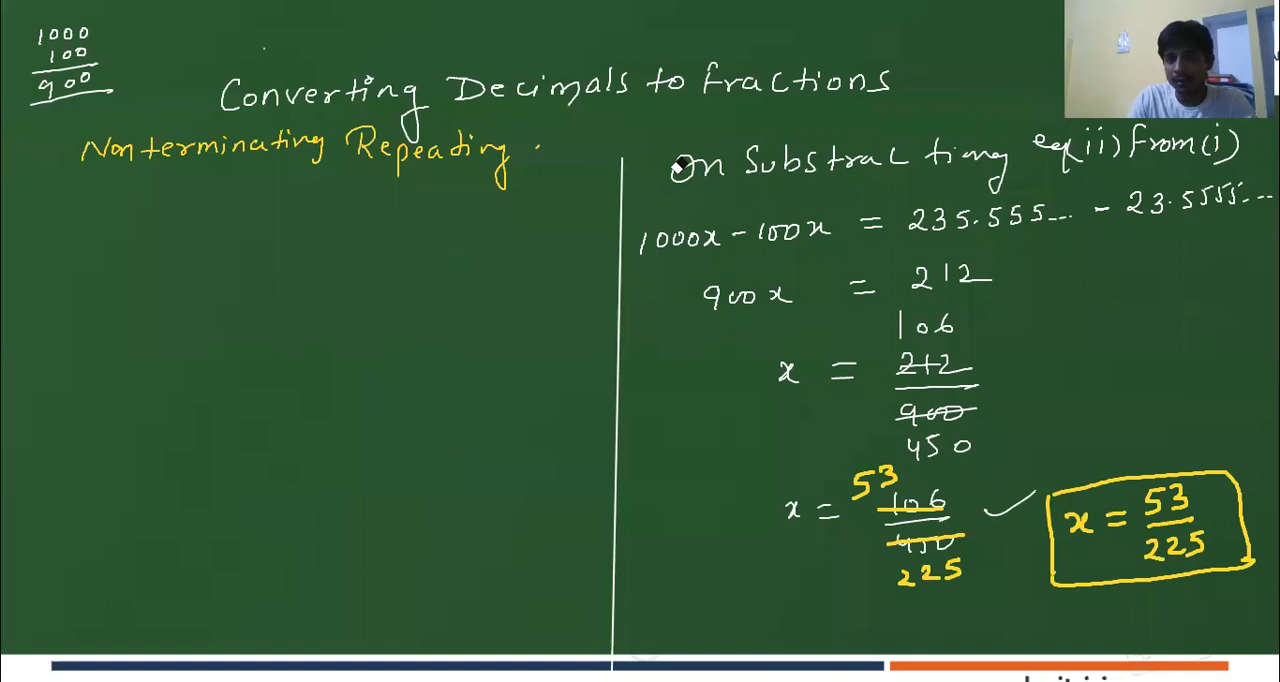 1000
100
900
Converting Decimals to fractions
Nonterminating Repeading.
On Substracting eq(ii) from (i)
1000x - 100x = 235.555... - 23.5555...
900x = 212
106
x = 212
900
450
53
x = 106
450
225
x = 53
225